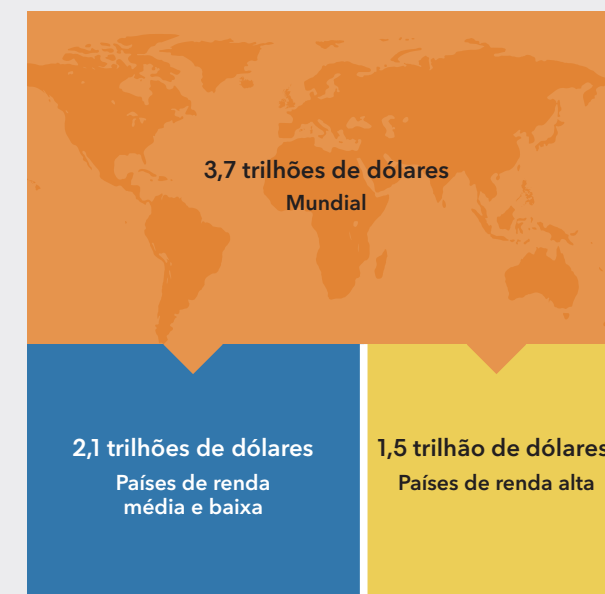 3,7 trilhões de dólares
Mundial
2,1 trilhões de dólares
Países de renda
média e baixa
1,5 trilhão de dólares
Países de renda alta